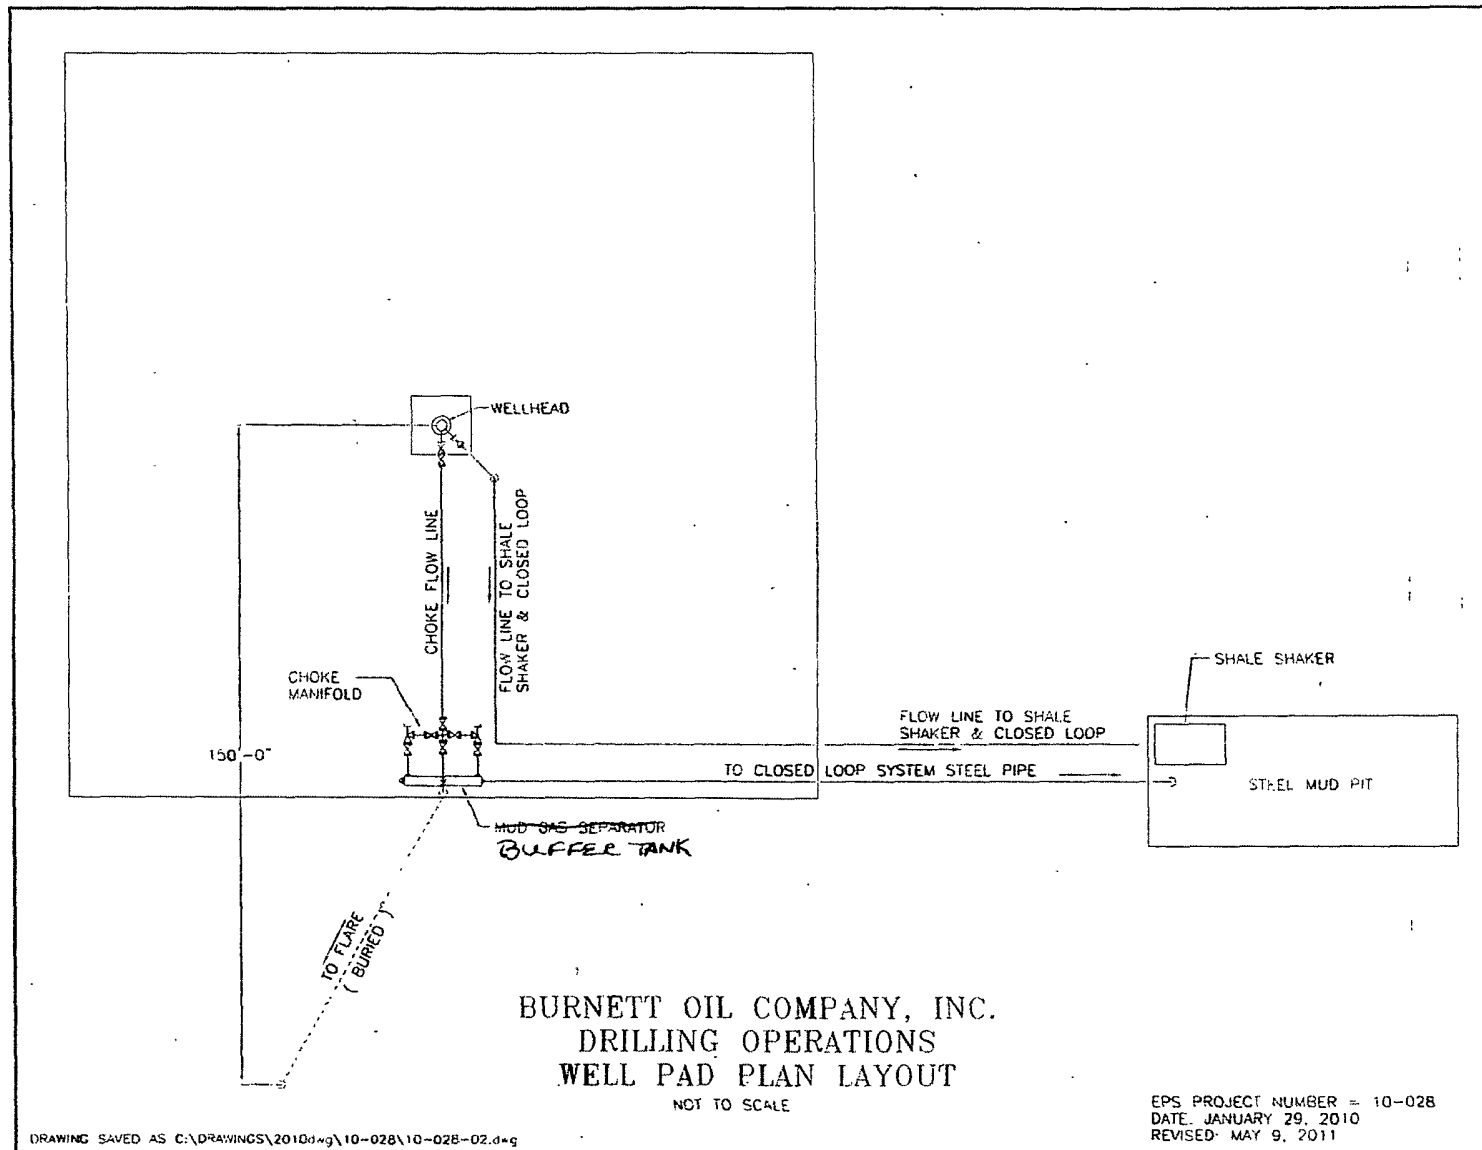 WELLHEAD
CHOKE FLOW LINE
FLOW LINE TO SHALE
SHAKER & CLOSED LOOP
CHOKE
MANIFOLD
150'-0"
SHALE SHAKER
FLOW LINE TO SHALE
SHAKER & CLOSED LOOP
TO CLOSED LOOP SYSTEM STEEL PIPE
STEEL MUD PIT
MUD GAS SEPARATOR
BUFFER TANK
TO FLARE
(BURIED)
BURNETT OIL COMPANY, INC.
DRILLING OPERATIONS
WELL PAD PLAN LAYOUT
NOT TO SCALE
EPS PROJECT NUMBER = 10-028
DATE. JANUARY 29, 2010
REVISED: MAY 9, 2011
DRAWING SAVED AS C:\DRAWINGS\2010dwg\10-028\10-028-02.dwg